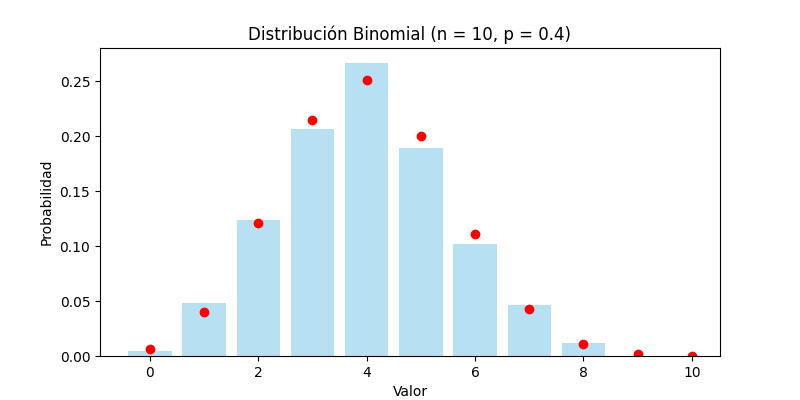 Distribución Binomial (n = 10, p = 0.4)
Probabilidad
0.25
0.20
0.15
0.10
0.05
0.00
0 2 4 6 8 10
Valor